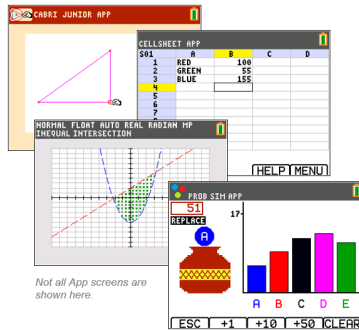 CABRI JUNIOR APP
CELLSHEET APP
S01 A B C D
1 RED 100
2 GREEN 55
3 BLUE 155
4
5
6
7
HELP MENU
NORMAL FLOAT AUTO REAL RADIAN MP
INEQUAL INTERSECTION
PROB SIM APP
51
REPLACE
A
17
A B C D E
ESC +1 +10 +50 CLEAR
Not all App screens are
shown here.